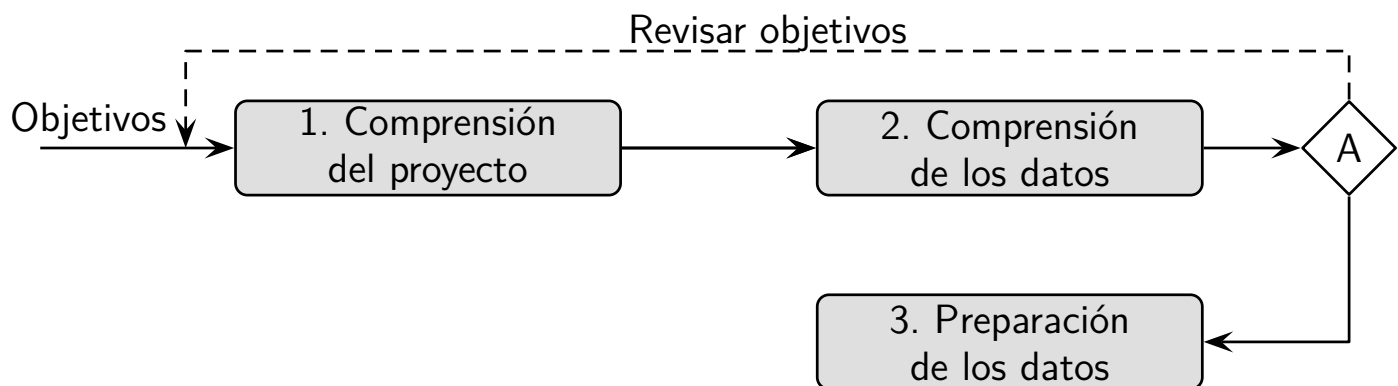 Revisar objetivos
Objetivos
1. Comprensión
del proyecto
2. Comprensión
de los datos
A
3. Preparación
de los datos